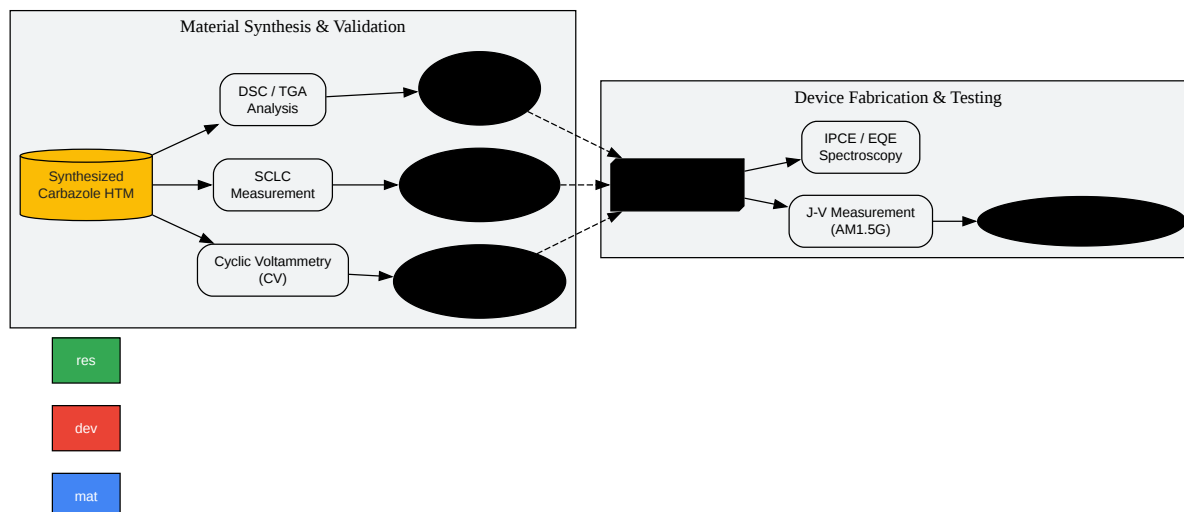 Material Synthesis & Validation
DSC / TGA
Analysis
Synthesized
Carbazole HTM
SCLC
Measurement
Cyclic Voltammetry
(CV)
Device Fabrication & Testing
IPCE / EQE
Spectroscopy
J-V Measurement
(AM1.5G)
res
dev
mat